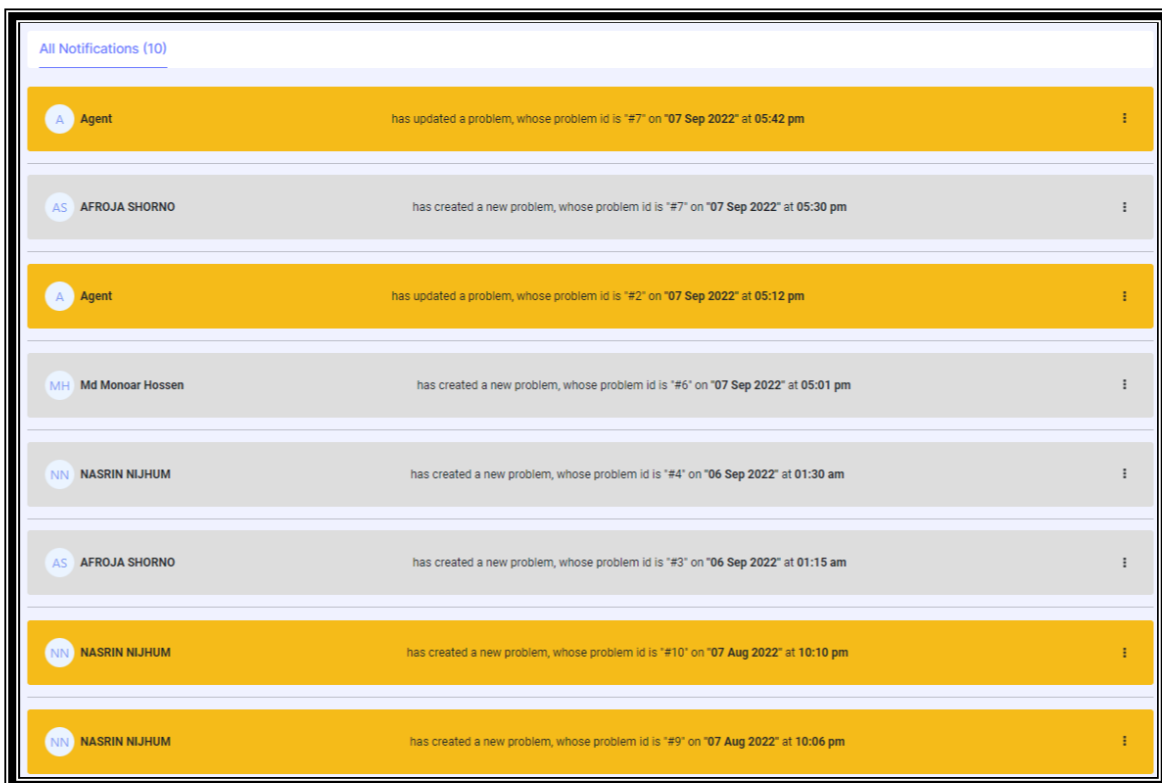 All Notifications (10)
A Agent has updated a problem, whose problem id is "#7" on "07 Sep 2022" at 05:42 pm
AS AFROJA SHORNO has created a new problem, whose problem id is "#7" on "07 Sep 2022" at 05:30 pm
A Agent has updated a problem, whose problem id is "#2" on "07 Sep 2022" at 05:12 pm
MH Md Monoar Hossen has created a new problem, whose problem id is "#6" on "07 Sep 2022" at 05:01 pm
NN NASRIN NIJHUM has created a new problem, whose problem id is "#4" on "06 Sep 2022" at 01:30 am
AS AFROJA SHORNO has created a new problem, whose problem id is "#3" on "06 Sep 2022" at 01:15 am
NN NASRIN NIJHUM has created a new problem, whose problem id is "#10" on "07 Aug 2022" at 10:10 pm
NN NASRIN NIJHUM has created a new problem, whose problem id is "#9" on "07 Aug 2022" at 10:06 pm